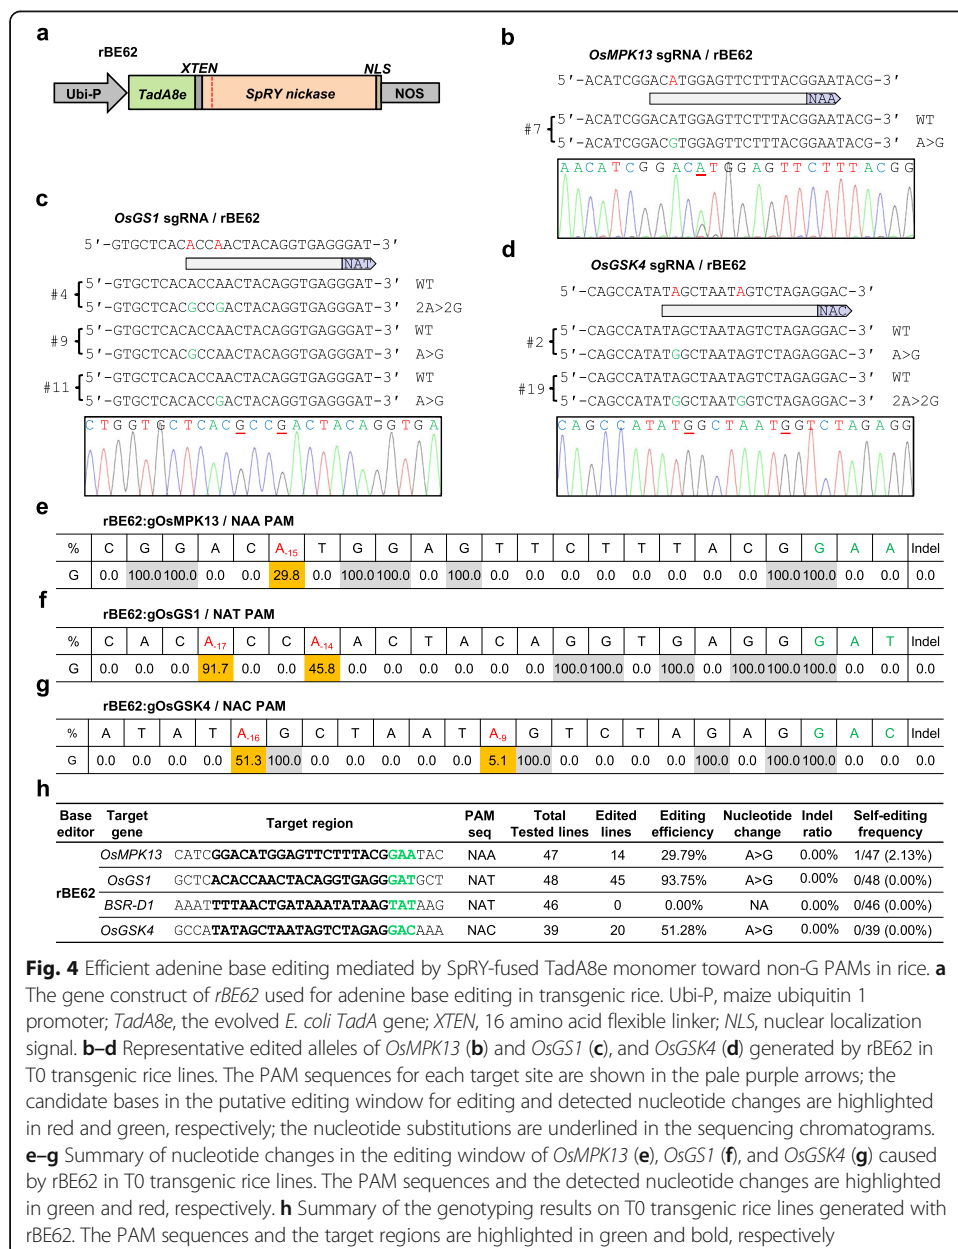 a
rBE62
XTEN
NLS
Ubi-P
TadA8e
SpRY nickase
NOS
b
OsMPK13 sgRNA / rBE62
5′-ACATCGGACATGGAGTTCTTTACGGAATACG-3′
NAA
#7
5′-ACATCGGACATGGAGTTCTTTACGGAATACG-3′ WT
5′-ACATCGGACGTGGAGTTCTTTACGGAATACG-3′ A>G
AACATCGGACATGGAGTTCTTTACGG
c
OsGS1 sgRNA / rBE62
5′-GTGCTCACACCAACTACAGGTGAGGGAT-3′
NAT
#4
5′-GTGCTCACACCAACTACAGGTGAGGGAT-3′ WT
5′-GTGCTCACGCCGACTACAGGTGAGGGAT-3′ 2A>2G
#9
5′-GTGCTCACACCAACTACAGGTGAGGGAT-3′ WT
5′-GTGCTCACGCCAACTACAGGTGAGGGAT-3′ A>G
#11
5′-GTGCTCACACCAACTACAGGTGAGGGAT-3′ WT
5′-GTGCTCACACCGACTACAGGTGAGGGAT-3′ A>G
CTGGTGCTCACGCCGACTACAGGTGA
d
OsGSK4 sgRNA / rBE62
5′-CAGCCATATAGCTAATAGTCTAGAGGAC-3′
NAC
#2
5′-CAGCCATATAGCTAATAGTCTAGAGGAC-3′ WT
5′-CAGCCATATGGCTAATAGTCTAGAGGAC-3′ A>G
#19
5′-CAGCCATATAGCTAATAGTCTAGAGGAC-3′ WT
5′-CAGCCATATGGCTAATGGTCTAGAGGAC-3′ 2A>2G
CAGCCATATGGCTAATGGTCTAGAGG
e
rBE62:gOsMPK13 / NAA PAM
% C G G A C A-15 T G G A G T T C T T T A C G G A A Indel
G 0.0 100.0 100.0 0.0 0.0 29.8 0.0 100.0 100.0 0.0 100.0 0.0 0.0 0.0 0.0 0.0 0.0 0.0 0.0 100.0 100.0 0.0 0.0 0.0
f
rBE62:gOsGS1 / NAT PAM
% C A C A-17 C C A-14 A C T A C A G G T G A G G G A T Indel
G 0.0 0.0 0.0 91.7 0.0 0.0 45.8 0.0 0.0 0.0 0.0 0.0 0.0 100.0 100.0 0.0 100.0 0.0 100.0 100.0 100.0 0.0 0.0 0.0
g
rBE62:gOsGSK4 / NAC PAM
% A T A T A-16 G C T A A T A-9 G T C T A G A G G A C Indel
G 0.0 0.0 0.0 0.0 51.3 100.0 0.0 0.0 0.0 0.0 0.0 5.1 100.0 0.0 0.0 0.0 0.0 100.0 0.0 100.0 100.0 0.0 0.0 0.0
h
Base editor Target gene Target region PAM seq Total Tested lines Edited lines Editing efficiency Nucleotide change Indel ratio Self-editing frequency
rBE62
OsMPK13 CATCGGACATGGAGTTCTTTACGGAATAC NAA 47 14 29.79% A>G 0.00% 1/47 (2.13%)
OsGS1 GCTCACACCAACTACAGGTGAGGGATGCT NAT 48 45 93.75% A>G 0.00% 0/48 (0.00%)
BSR-D1 AAATTTTAACTGATAAATATAAGTATAAG NAT 46 0 0.00% NA 0.00% 0/46 (0.00%)
OsGSK4 GCCATATAGCTAATAGTCTAGAGGACAAA NAC 39 20 51.28% A>G 0.00% 0/39 (0.00%)
Fig. 4 Efficient adenine base editing mediated by SpRY-fused TadA8e monomer toward non-G PAMs in rice. a
The gene construct of rBE62 used for adenine base editing in transgenic rice. Ubi-P, maize ubiquitin 1
promoter; TadA8e, the evolved E. coli TadA gene; XTEN, 16 amino acid flexible linker; NLS, nuclear localization
signal. b–d Representative edited alleles of OsMPK13 (b) and OsGS1 (c), and OsGSK4 (d) generated by rBE62 in
T0 transgenic rice lines. The PAM sequences for each target site are shown in the pale purple arrows; the
candidate bases in the putative editing window for editing and detected nucleotide changes are highlighted
in red and green, respectively; the nucleotide substitutions are underlined in the sequencing chromatograms.
e–g Summary of nucleotide changes in the editing window of OsMPK13 (e), OsGS1 (f), and OsGSK4 (g) caused
by rBE62 in T0 transgenic rice lines. The PAM sequences and the detected nucleotide changes are highlighted
in green and red, respectively. h Summary of the genotyping results on T0 transgenic rice lines generated with
rBE62. The PAM sequences and the target regions are highlighted in green and bold, respectively